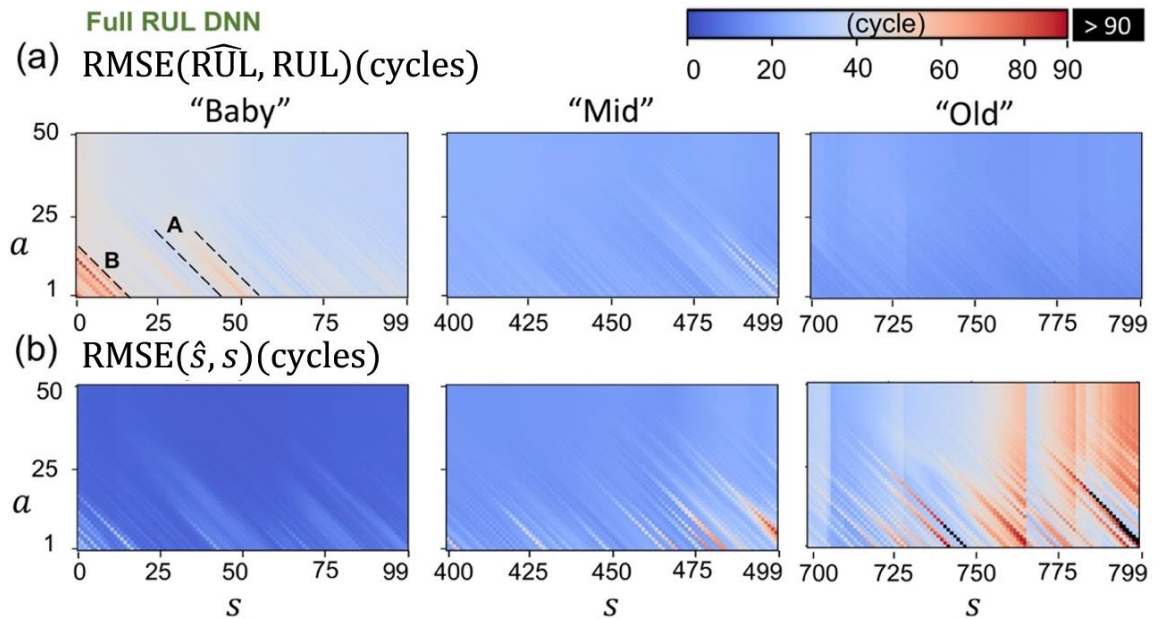 Full RUL DNN
(cycle)
> 90
0 20 40 60 80 90
(a) RMSE(R͡UL, RUL)(cycles)
“Baby” “Mid” “Old”
50
25
a
1
A
B
0 25 50 75 99
400 425 450 475 499
700 725 750 775 799
(b) RMSE(ŝ, s)(cycles)
50
25
a
1
0 25 50 75 99
400 425 450 475 499
700 725 750 775 799
s s s